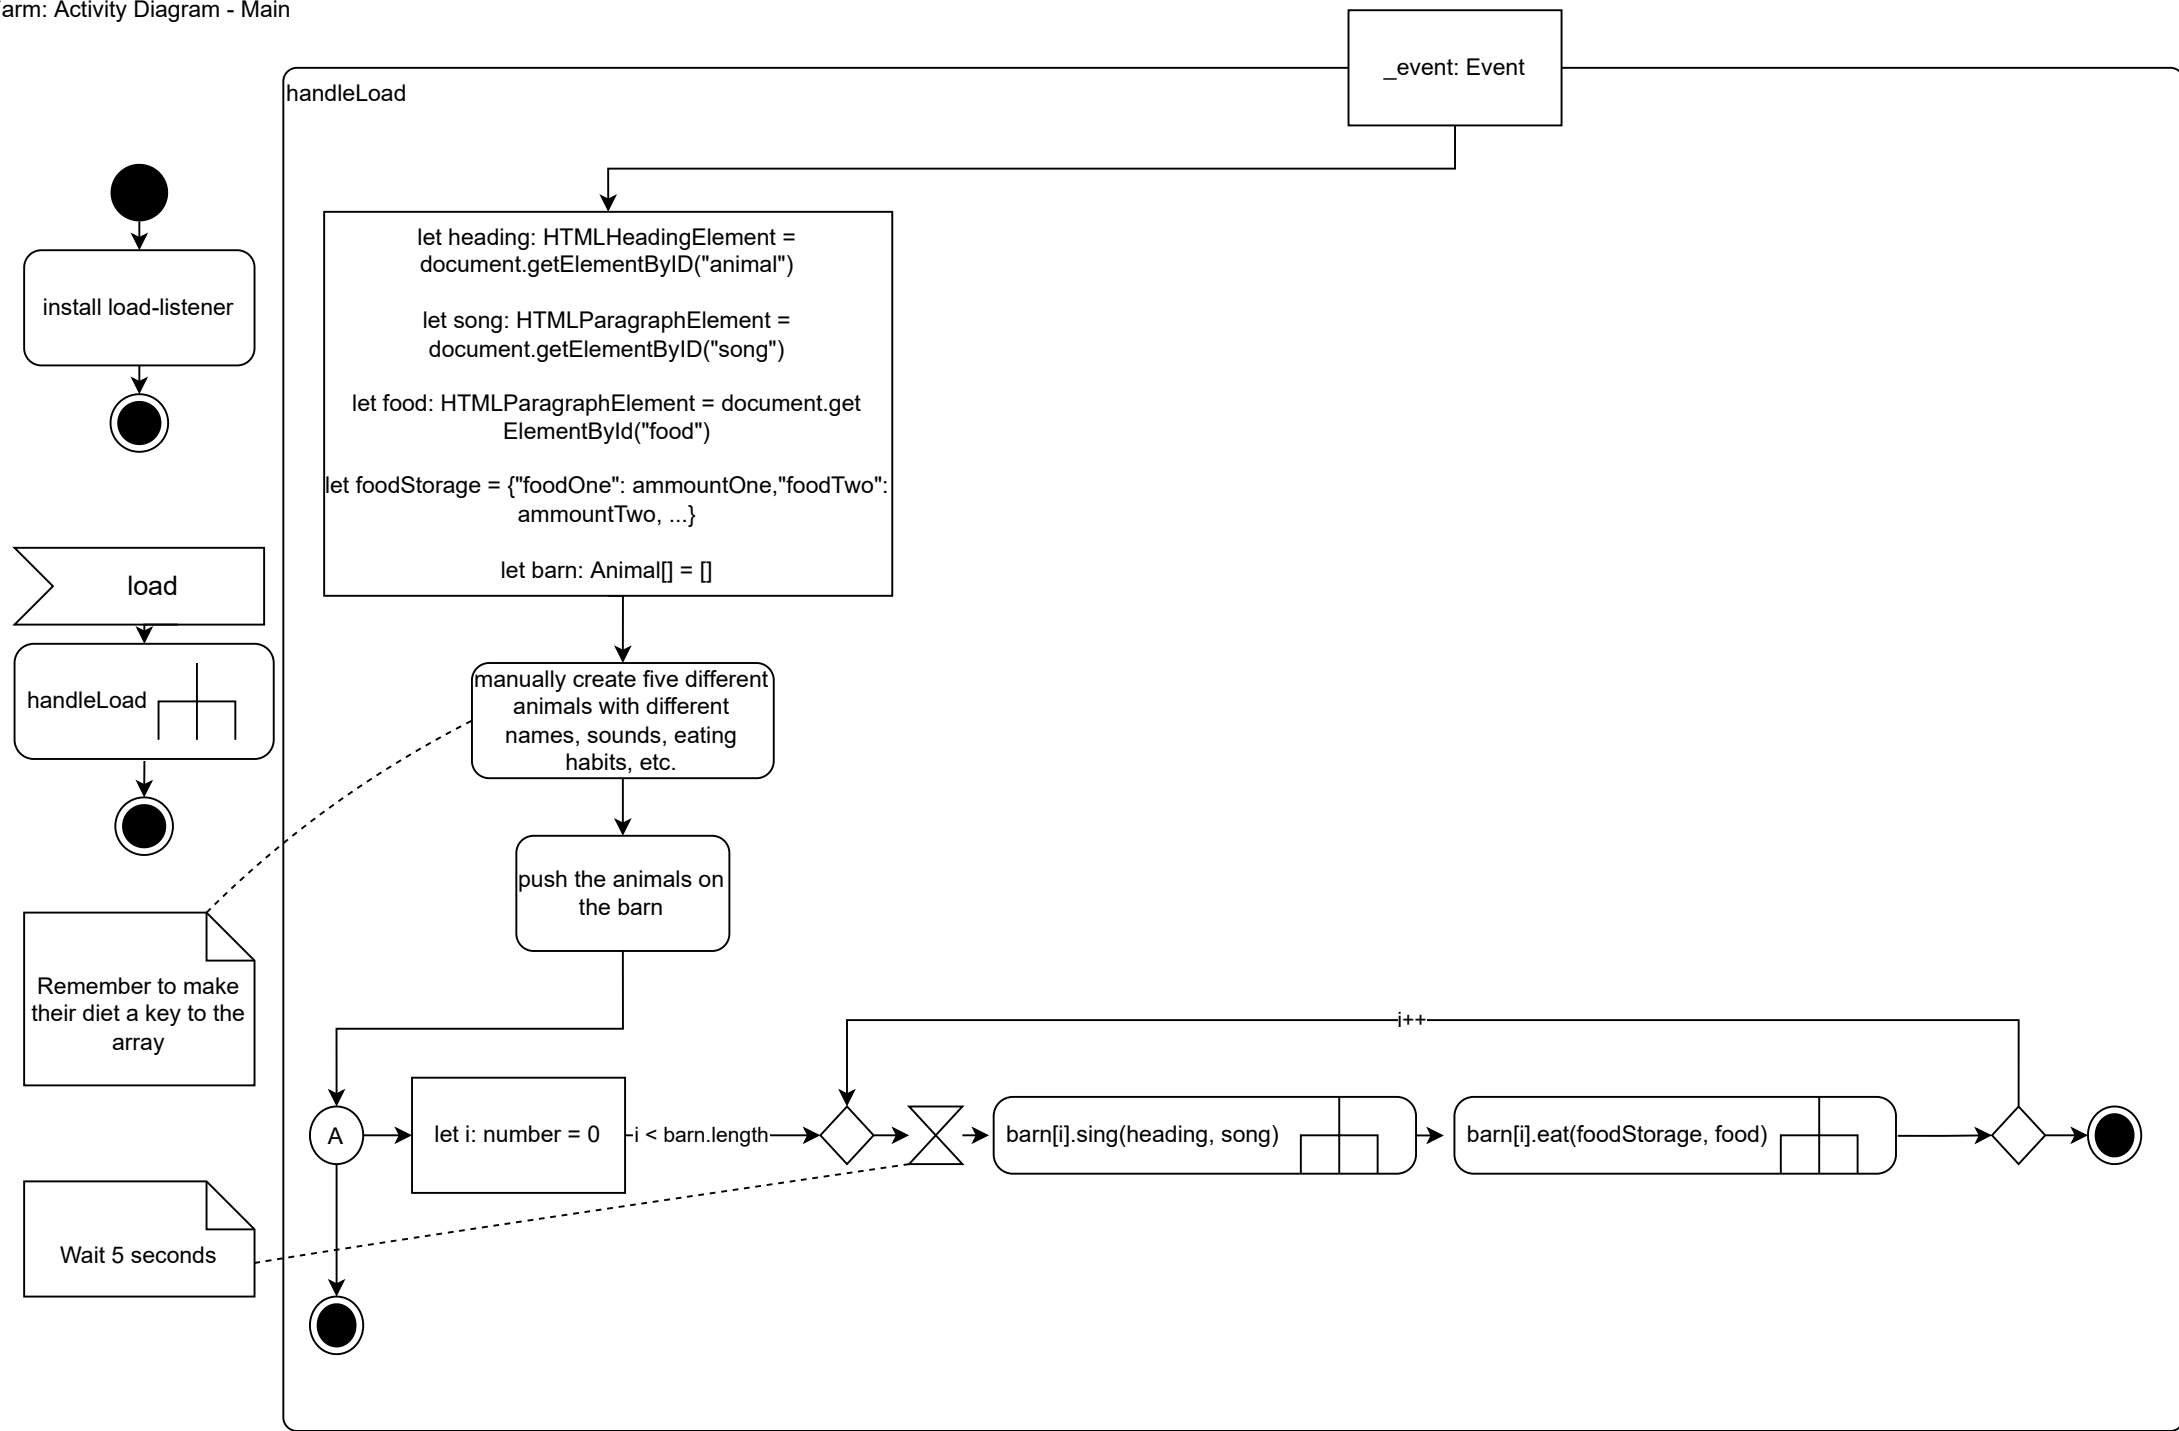 arm: Activity Diagram - Main
_event: Event
handleLoad
install load-listener
let heading: HTMLHeadingElement =
document.getElementByID("animal")
let song: HTMLParagraphElement =
document.getElementByID("song")
let food: HTMLParagraphElement = document.get
ElementById("food")
let foodStorage = {"foodOne": ammountOne,"foodTwo":
ammountTwo, ...}
let barn: Animal[] = []
load
handleLoad
manually create five different
animals with different
names, sounds, eating
habits, etc.
push the animals on
the barn
Remember to make
their diet a key to the
array
i++
A
let i: number = 0
i < barn.length
barn[i].sing(heading, song)
barn[i].eat(foodStorage, food)
Wait 5 seconds